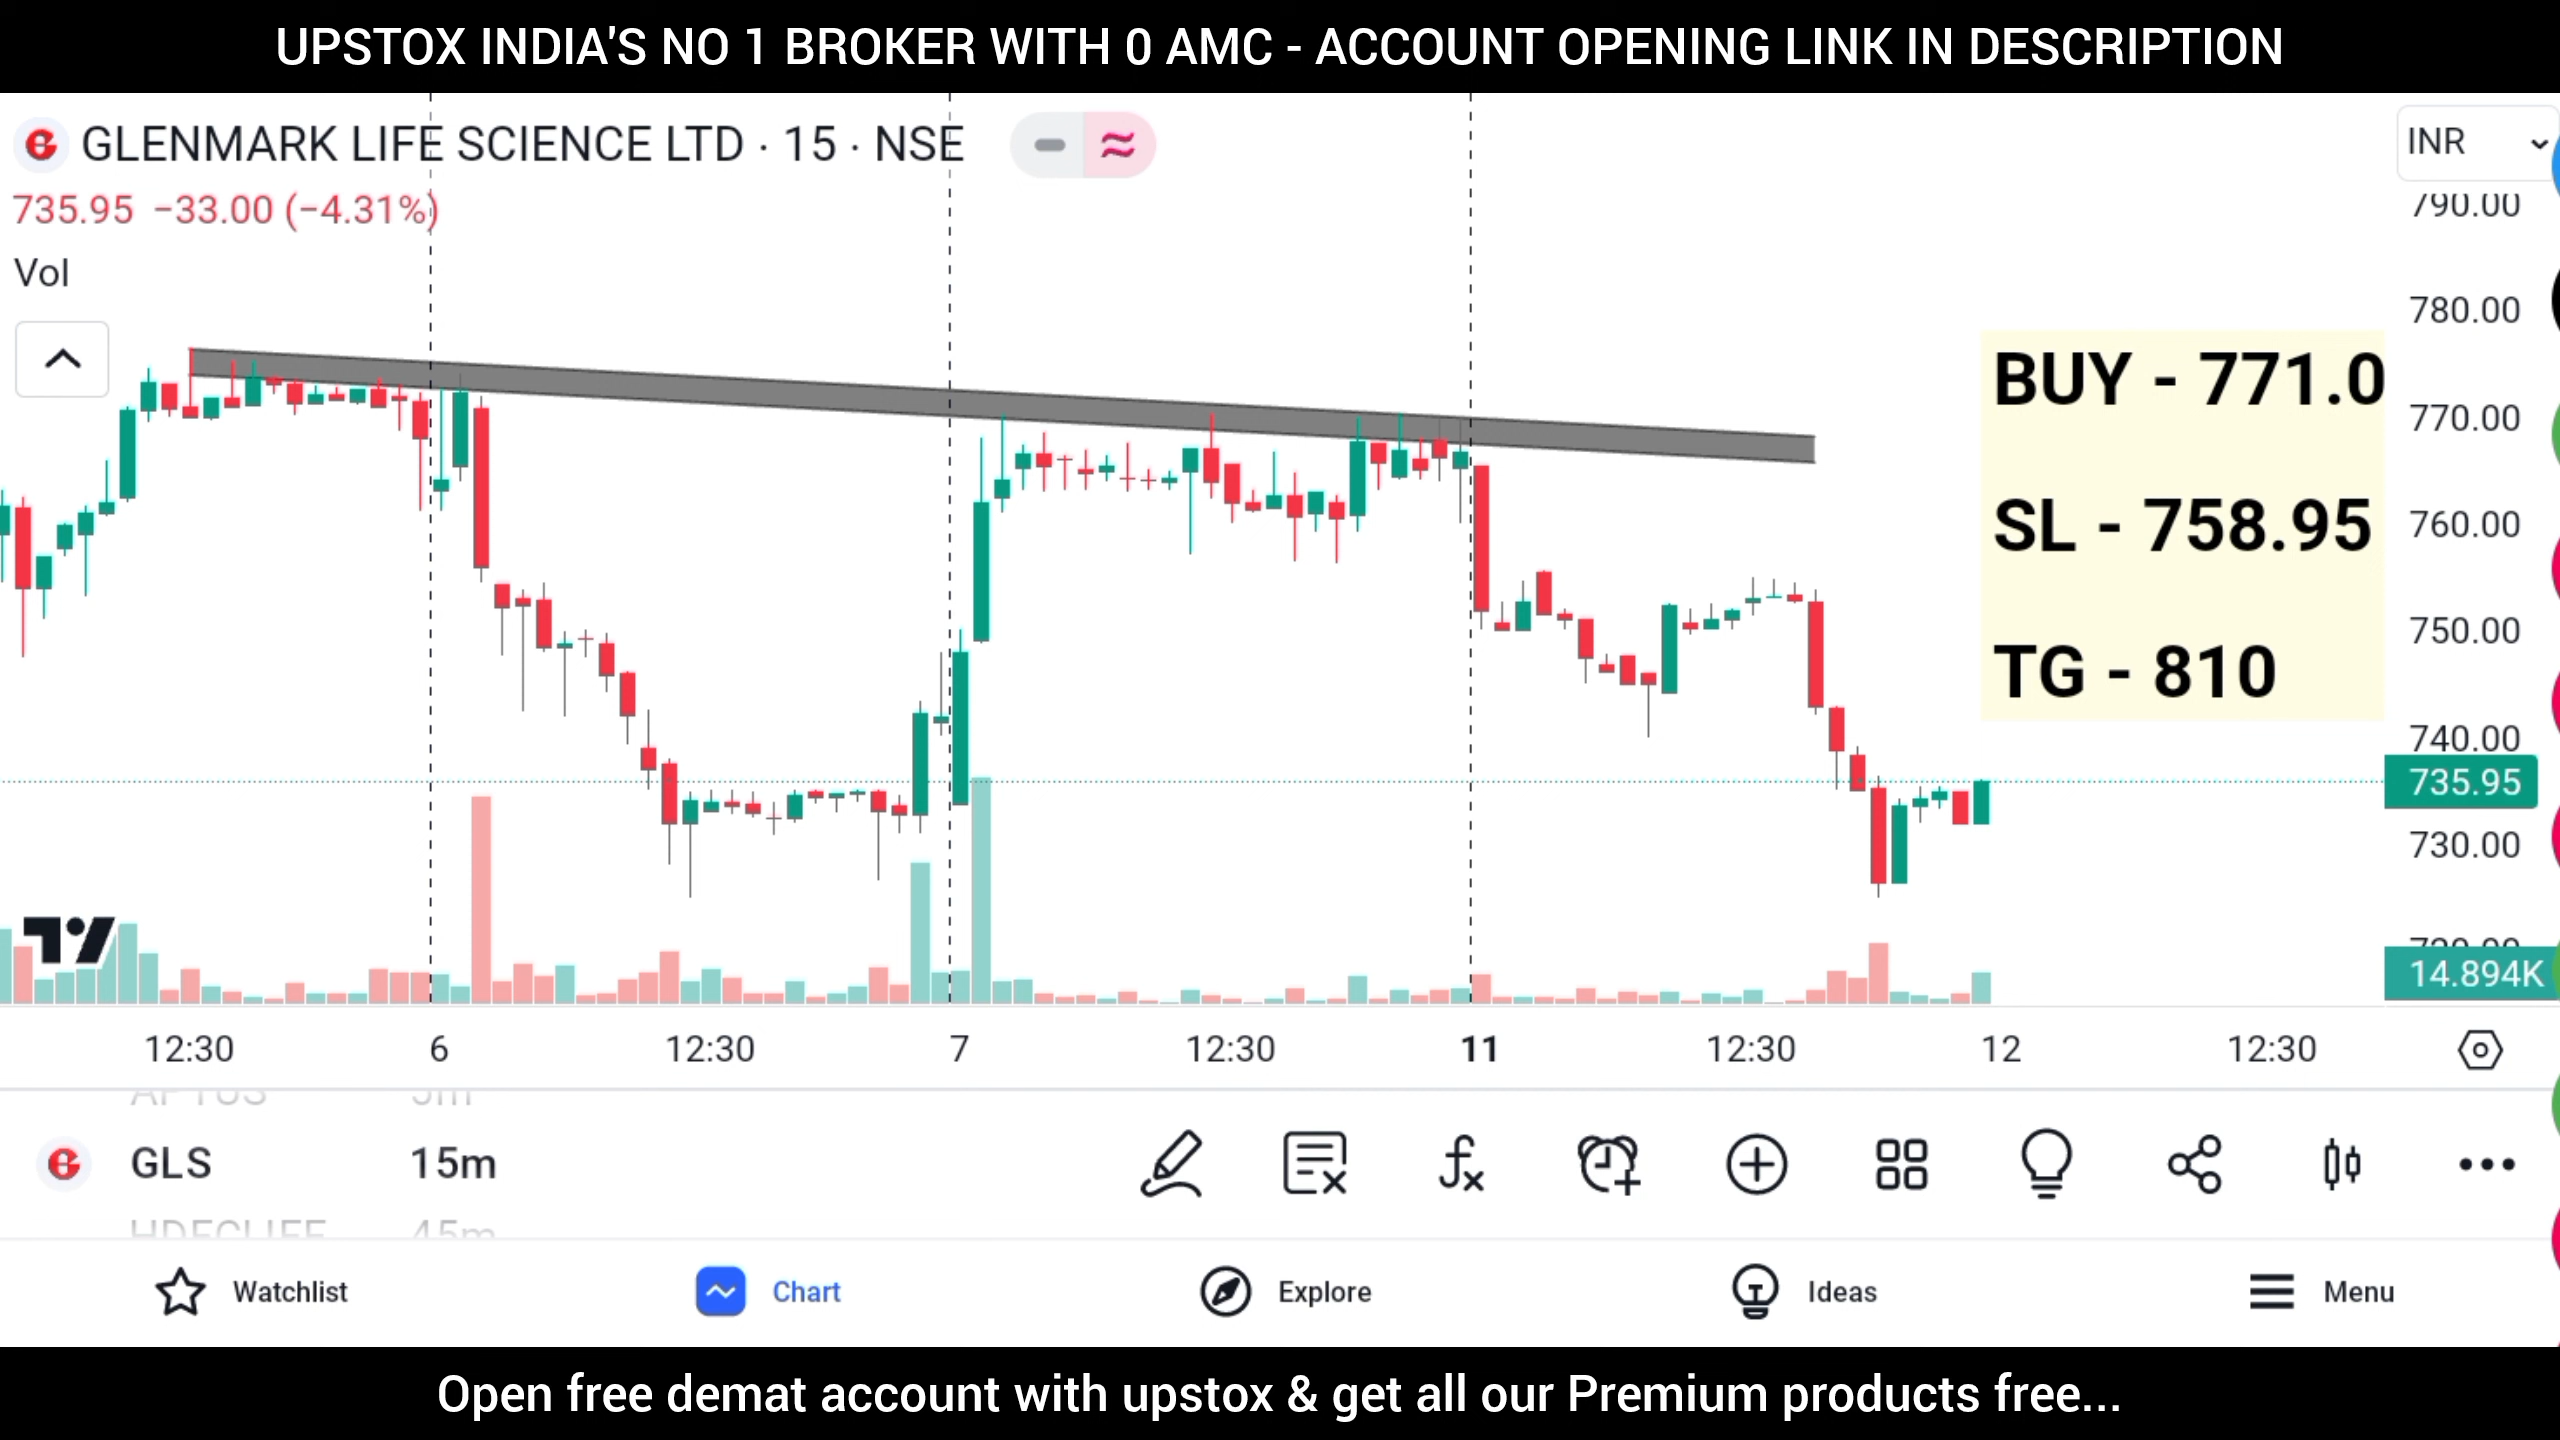 UPSTOX INDIA'S NO 1 BROKER WITH 0 AMC - ACCOUNT OPENING LINK IN DESCRIPTION
GLENMARK LIFE SCIENCE LTD · 15 · NSE
INR
735.95 −33.00 (−4.31%)
790.00
Vol
780.00
BUY - 771.0
770.00
SL - 758.95
760.00
750.00
TG - 810
740.00
735.95
730.00
14.894K
12:30 6 12:30 7 12:30 11 12:30 12 12:30
APTUS 5m
GLS 15m
HDFCLIFE 45m
Watchlist Chart Explore Ideas Menu
Open free demat account with upstox & get all our Premium products free...